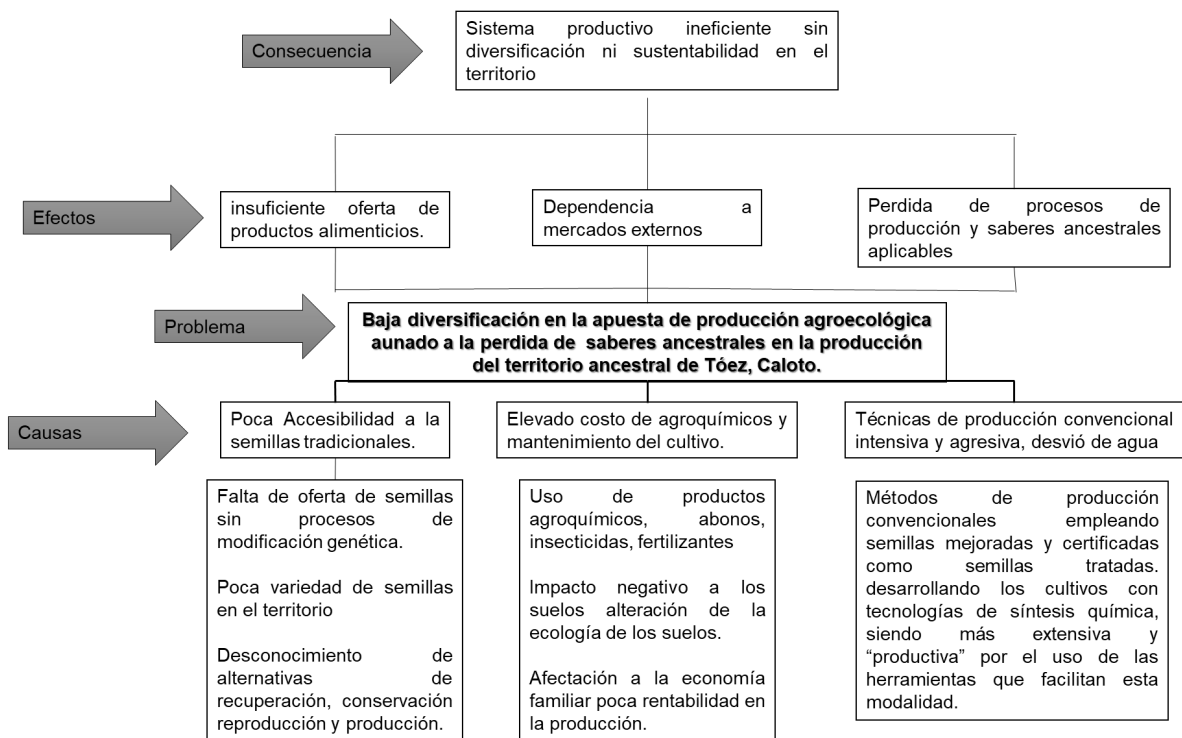 Consecuencia
Sistema productivo ineficiente sin
diversificación ni sustentabilidad en el
territorio
Efectos
insuficiente oferta de
productos alimenticios.
Dependencia a
mercados externos
Perdida de procesos de
producción y saberes ancestrales
aplicables
Problema
Baja diversificación en la apuesta de producción agroecológica
aunado a la perdida de saberes ancestrales en la producción
del territorio ancestral de Tóez, Caloto.
Causas
Poca Accesibilidad a la
semillas tradicionales.
Elevado costo de agroquímicos y
mantenimiento del cultivo.
Técnicas de producción convencional
intensiva y agresiva, desvió de agua
Falta de oferta de semillas
sin procesos de
modificación genética.
Poca variedad de semillas
en el territorio
Desconocimiento de
alternativas de
recuperación, conservación
reproducción y producción.
Uso de productos
agroquímicos, abonos,
insecticidas, fertilizantes
Impacto negativo a los
suelos alteración de la
ecología de los suelos.
Afectación a la economía
familiar poca rentabilidad en
la producción.
Métodos de producción
convencionales empleando
semillas mejoradas y certificadas
como semillas tratadas.
desarrollando los cultivos con
tecnologías de síntesis química,
siendo más extensiva y
“productiva” por el uso de las
herramientas que facilitan esta
modalidad.